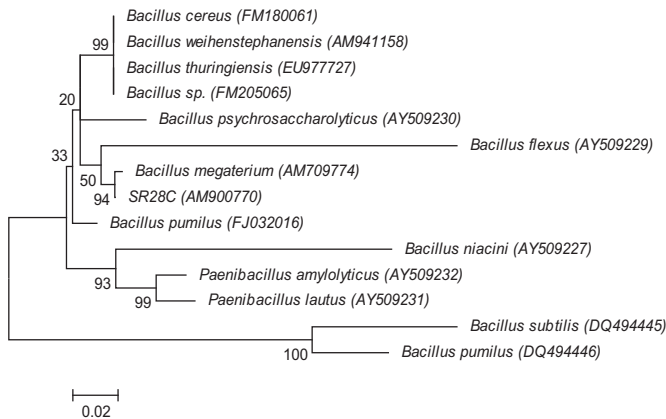 Bacillus cereus (FM180061)
99
Bacillus weihenstephanensis (AM941158)
Bacillus thuringiensis (EU977727)
Bacillus sp. (FM205065)
20
Bacillus psychrosaccharolyticus (AY509230)
Bacillus flexus (AY509229)
33
Bacillus megaterium (AM709774)
50
94
SR28C (AM900770)
Bacillus pumilus (FJ032016)
Bacillus niacini (AY509227)
93
Paenibacillus amylolyticus (AY509232)
99
Paenibacillus lautus (AY509231)
Bacillus subtilis (DQ494445)
100
Bacillus pumilus (DQ494446)
0.02